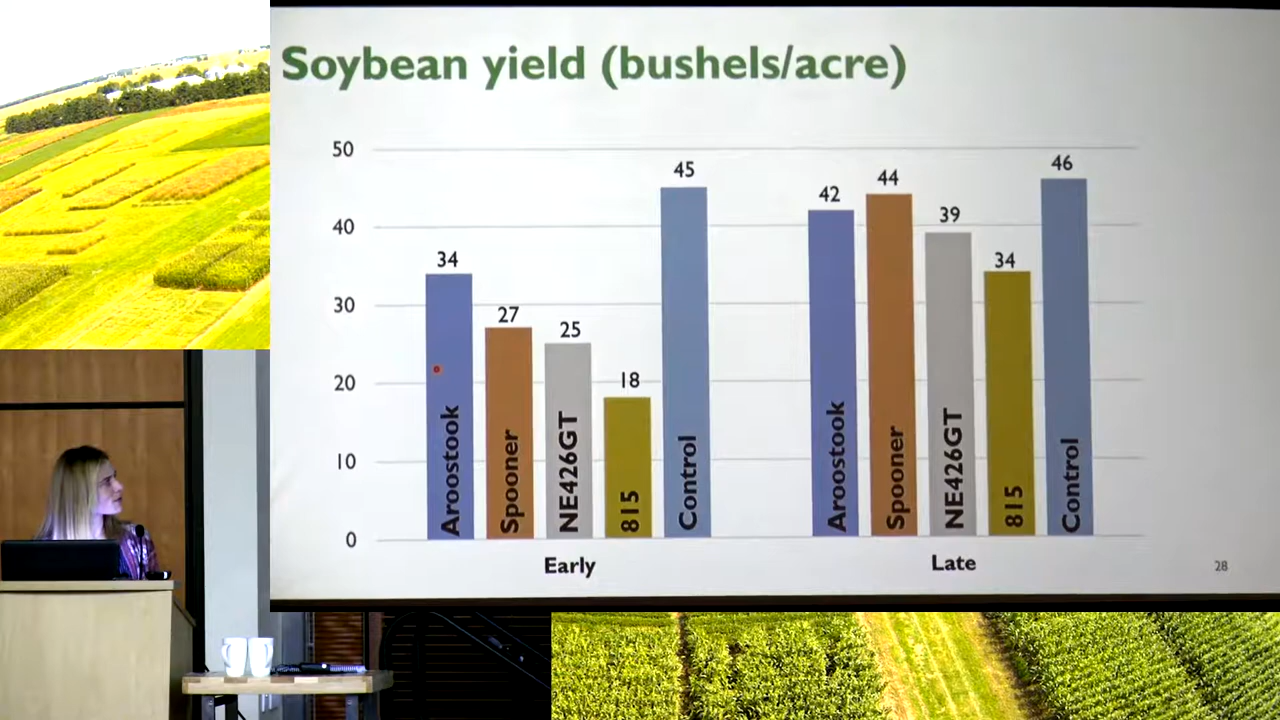 Soybean yield (bushels/acre)
50
40
30
20
10
0
34
27
25
18
45
42
44
39
34
46
Aroostook
Spooner
NE426GT
815
Control
Aroostook
Spooner
NE426GT
815
Control
Early
Late
28